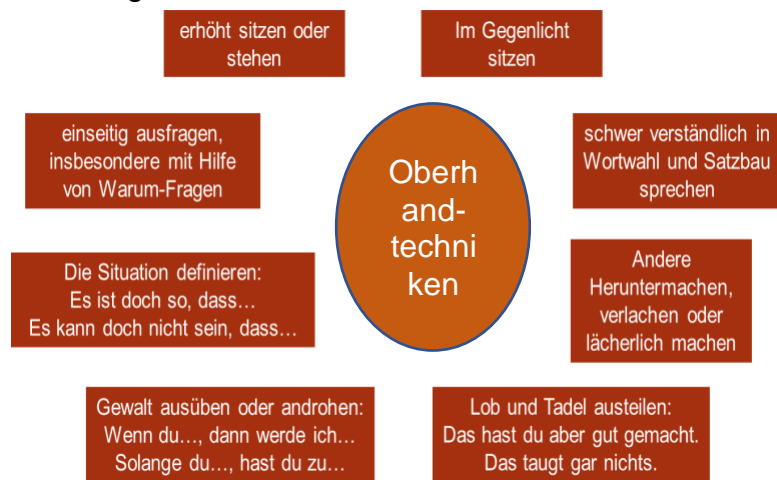 erhöht sitzen oder
stehen
Im Gegenlicht
sitzen
einseitig ausfragen,
insbesondere mit Hilfe
von Warum-Fragen
Oberh
and-
techni
ken
schwer verständlich in
Wortwahl und Satzbau
sprechen
Die Situation definieren:
Es ist doch so, dass…
Es kann doch nicht sein, dass…
Andere
Heruntermachen,
verlachen oder
lächerlich machen
Gewalt ausüben oder androhen:
Wenn du…, dann werde ich…
Solange du…, hast du zu…
Lob und Tadel austeilen:
Das hast du aber gut gemacht.
Das taugt gar nichts.